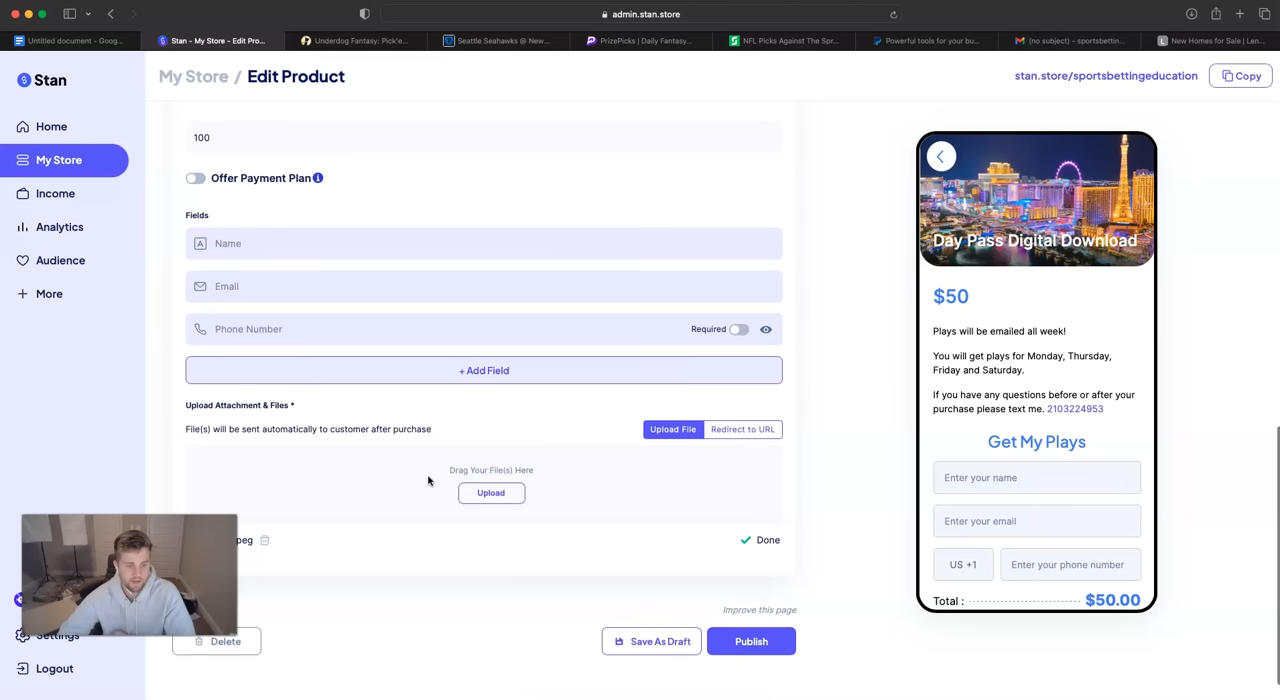 admin.stan.store
Untitled document - Goog...
Stan - My Store - Edit Pro...
Underdog Fantasy: Pick'e...
Seattle Seahawks @ New...
PrizePicks | Daily Fantasy...
NFL Picks Against The Spr...
Powerful tools for your bu...
(no subject) - sportsbettin...
New Homes for Sale | Len...
Stan
My Store / Edit Product
stan.store/sportsbettingeducation
Copy
Home
My Store
Income
Analytics
Audience
More
Settings
Logout
100
Offer Payment Plan
Fields
Name
Email
Phone Number
Required
+ Add Field
Upload Attachment & Files *
File(s) will be sent automatically to customer after purchase
Upload File
Redirect to URL
Drag Your File(s) Here
Upload
peg
Done
Improve this page
Delete
Save As Draft
Publish
Day Pass Digital Download
$50
Plays will be emailed all week!
You will get plays for Monday, Thursday,
Friday and Saturday.
If you have any questions before or after your
purchase please text me. 2103224953
Get My Plays
Enter your name
Enter your email
US +1
Enter your phone number
Total :
$50.00